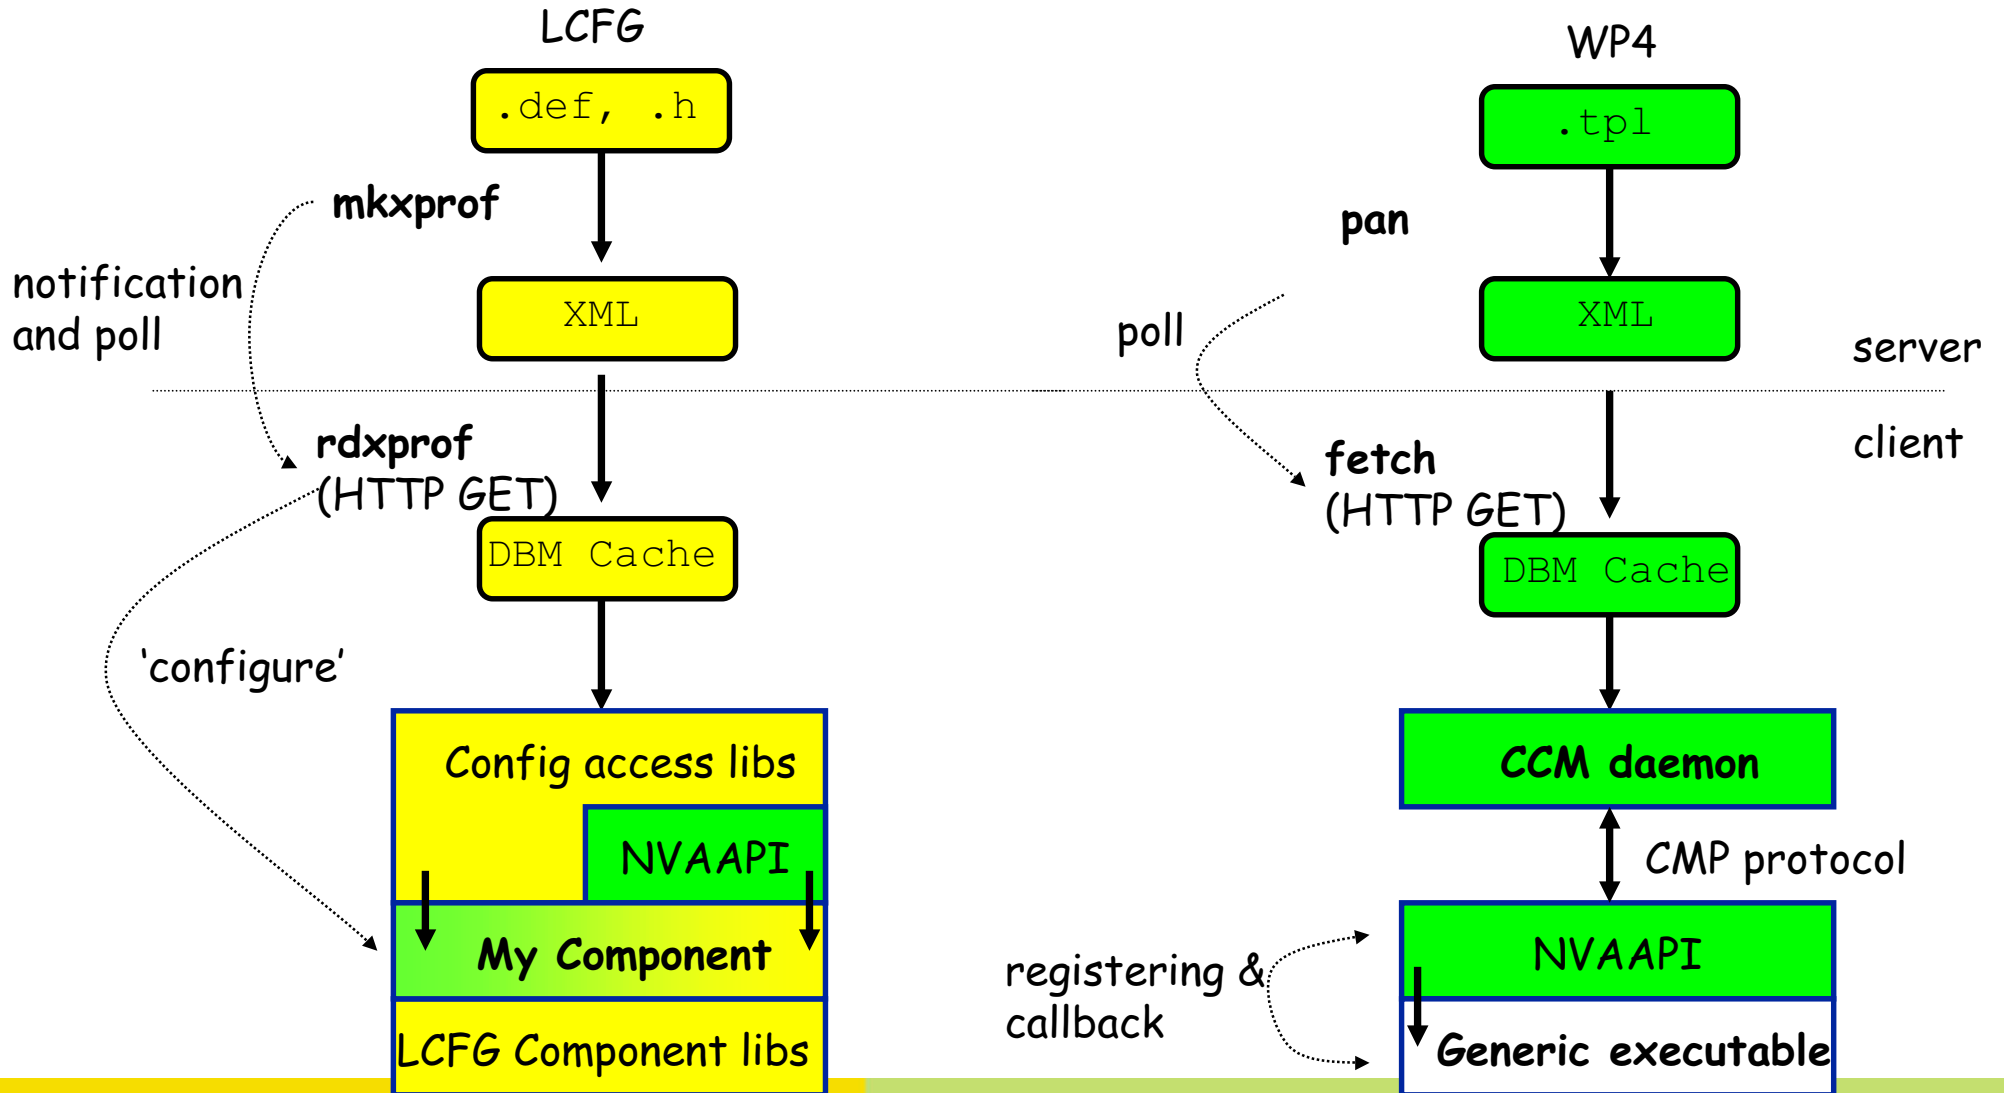 LCFG
.def, .h
mkxprof
notification
and poll
XML
rdxprof
(HTTP GET)
DBM Cache
‘configure’
Config access libs
NVAAPI
My Component
LCFG Component libs
WP4
.tpl
pan
poll
XML
server
client
fetch
(HTTP GET)
DBM Cache
CCM daemon
CMP protocol
registering &
callback
NVAAPI
Generic executable